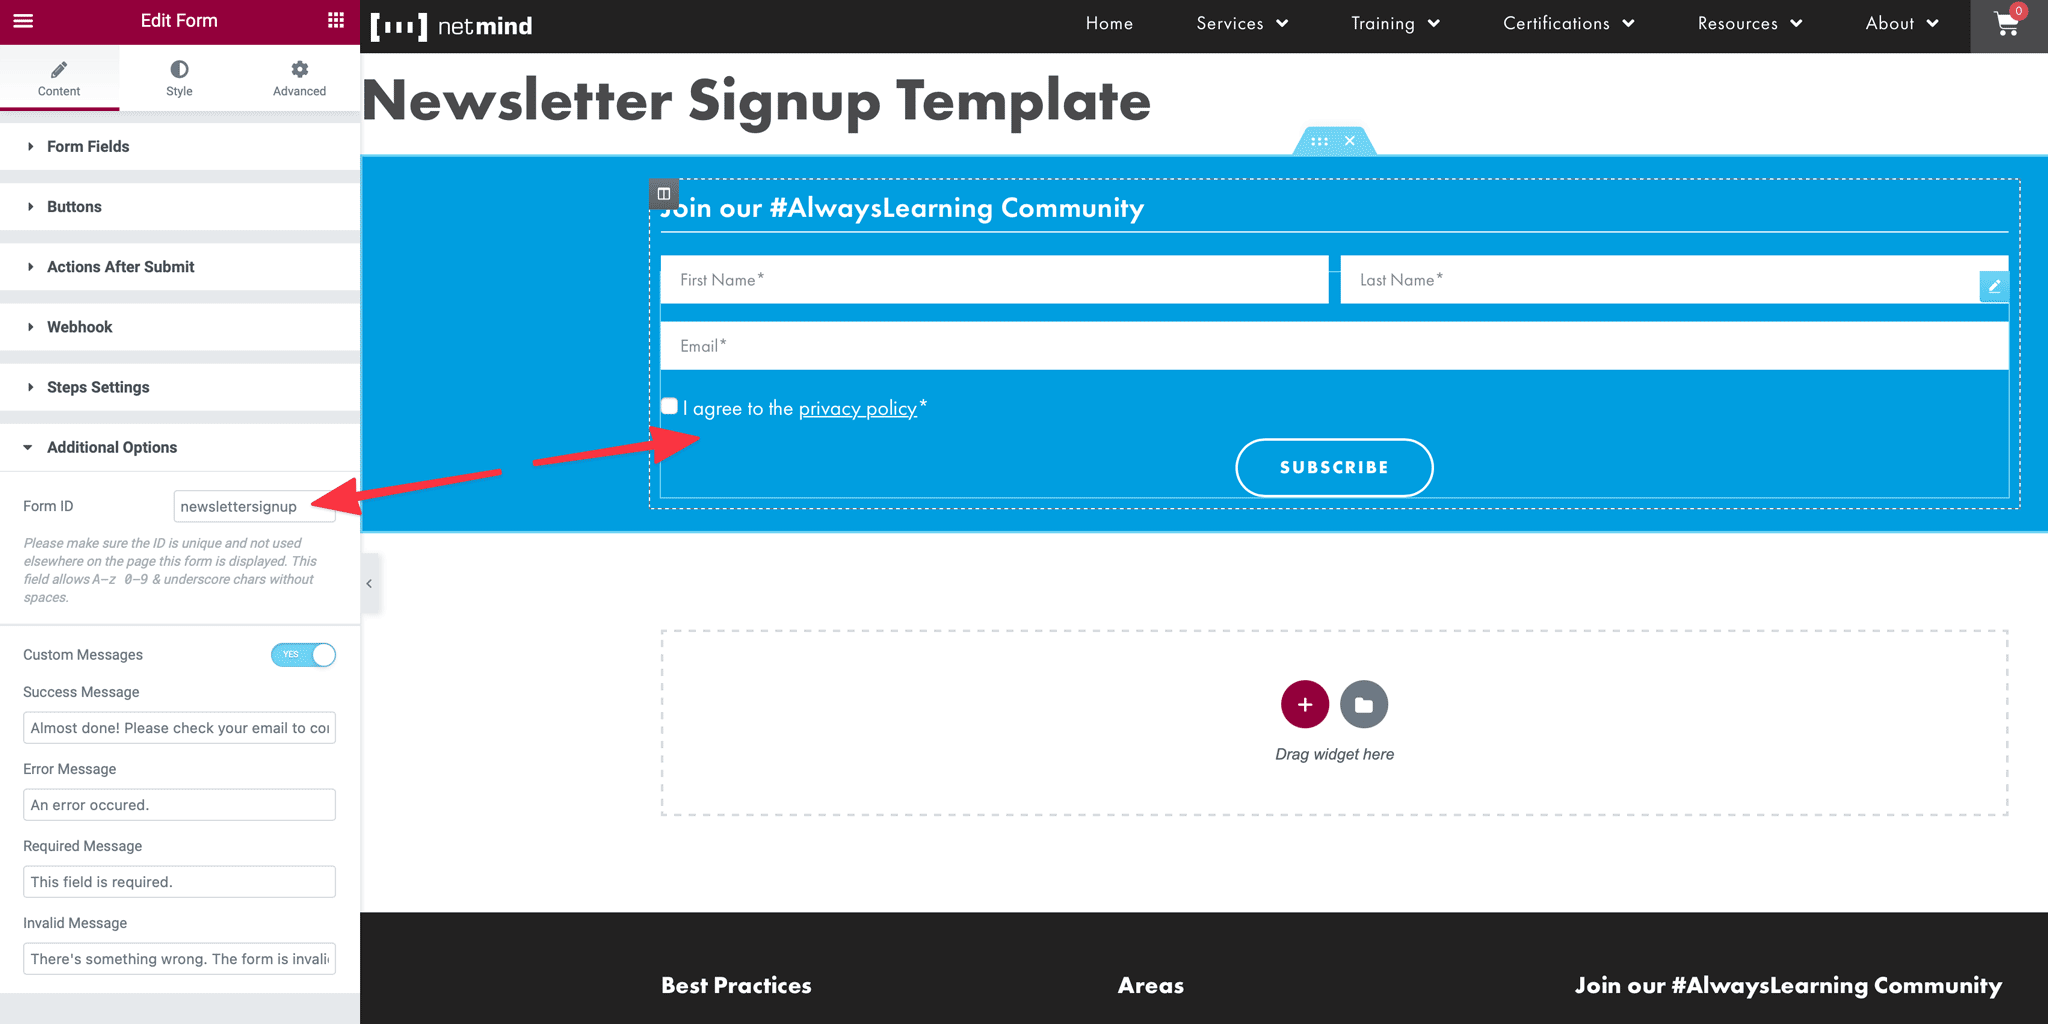 Edit Form
Content
Style
Advanced
Form Fields
Buttons
Actions After Submit
Webhook
Steps Settings
Additional Options
Form ID
newslettersignup
Please make sure the ID is unique and not used
elsewhere on the page this form is displayed. This
field allows A–z 0–9 & underscore chars without
spaces.
Custom Messages
YES
Success Message
Almost done! Please check your email to con
Error Message
An error occured.
Required Message
This field is required.
Invalid Message
There's something wrong. The form is invali
netmind
Home
Services
Training
Certifications
Resources
About
0
Newsletter Signup Template
Join our #AlwaysLearning Community
First Name*
Last Name*
Email*
I agree to the privacy policy*
SUBSCRIBE
Drag widget here
Best Practices
Areas
Join our #AlwaysLearning Community